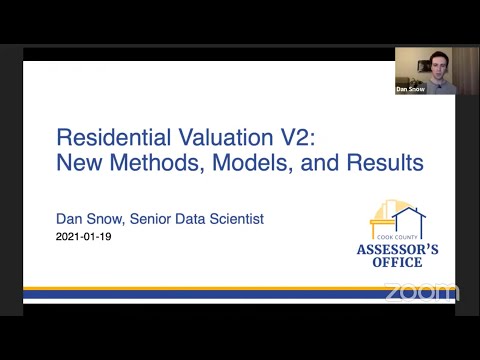 Dan Snow
Residential Valuation V2:
New Methods, Models, and Results
Dan Snow, Senior Data Scientist
2021-01-19
COOK COUNTY
ASSESSOR'S
OFFICE
zoom